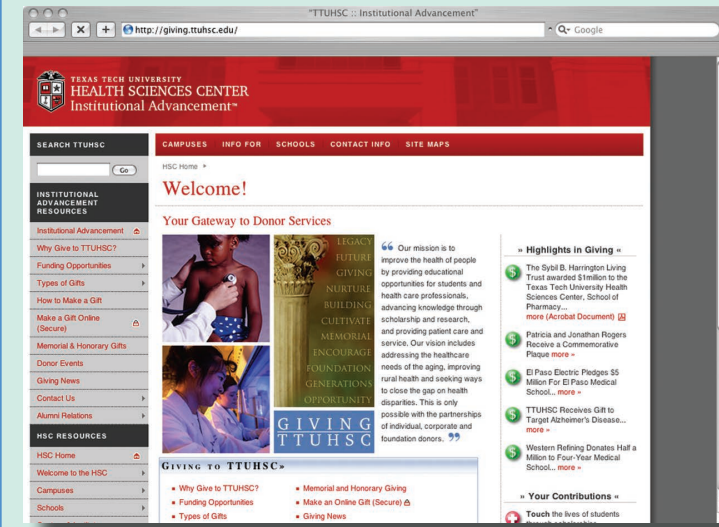 "TTUHSC :: Institutional Advancement"
http://giving.ttuhsc.edu/
Google
TEXAS TECH UNIVERSITY
HEALTH SCIENCES CENTER
Institutional Advancement™
SEARCH TTUHSC
Go
INSTITUTIONAL
ADVANCEMENT
RESOURCES
Institutional Advancement
Why Give to TTUHSC?
Funding Opportunities
Types of Gifts
How to Make a Gift
Make a Gift Online
(Secure)
Memorial & Honorary Gifts
Donor Events
Giving News
Contact Us
Alumni Relations
HSC RESOURCES
HSC Home
Welcome to the HSC
Campuses
Schools
CAMPUSES INFO FOR SCHOOLS CONTACT INFO SITE MAPS
HSC Home
Welcome!
Your Gateway to Donor Services
LEGACY
FUTURE
GIVING
NURTURE
BUILDING
CULTIVATE
MEMORIAL
ENCOURAGE
FOUNDATION
GENERATIONS
OPPORTUNITY
GIVING
TTUHSC
“ Our mission is to
improve the health of people
by providing educational
opportunities for students and
health care professionals,
advancing knowledge through
scholarship and research,
and providing patient care and
service. Our vision includes
addressing the healthcare
needs of the aging, improving
rural health and seeking ways
to close the gap on health
disparities. This is only
possible with the partnerships
of individual, corporate and
foundation donors. ”
GIVING TO TTUHSC»
Why Give to TTUHSC?
Funding Opportunities
Types of Gifts
Memorial and Honorary Giving
Make an Online Gift (Secure)
Giving News
» Highlights in Giving «
The Sybil B. Harrington Living
Trust awarded $1million to the
Texas Tech University Health
Sciences Center, School of
Pharmacy...
more (Acrobat Document)
Patricia and Jonathan Rogers
Receive a Commemorative
Plaque more »
El Paso Electric Pledges $5
Million For El Paso Medical
School... more »
TTUHSC Receives Gift to
Target Alzheimer's Disease...
more »
Western Refining Donates Half a
Million to Four-Year Medical
School... more »
» Your Contributions «
Touch the lives of students